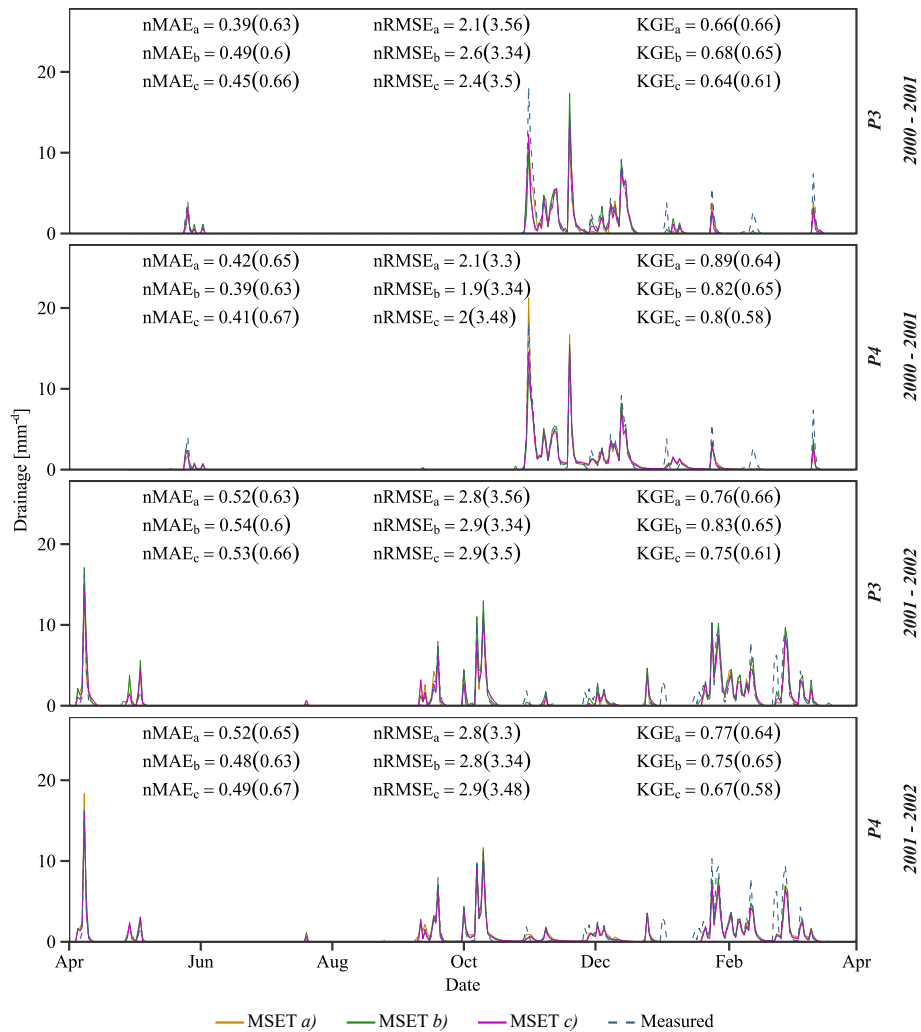 nMAEa = 0.39(0.63) nRMSEa = 2.1(3.56) KGEa = 0.66(0.66)
nMAEb = 0.49(0.6) nRMSEb = 2.6(3.34) KGEb = 0.68(0.65)
nMAEc = 0.45(0.66) nRMSEc = 2.4(3.5) KGEc = 0.64(0.61)
20
10
0
P3
2000 - 2001
nMAEa = 0.42(0.65) nRMSEa = 2.1(3.3) KGEa = 0.89(0.64)
nMAEb = 0.39(0.63) nRMSEb = 1.9(3.34) KGEb = 0.82(0.65)
nMAEc = 0.41(0.67) nRMSEc = 2(3.48) KGEc = 0.8(0.58)
20
10
0
P4
2000 - 2001
Drainage [mm-d]
nMAEa = 0.52(0.63) nRMSEa = 2.8(3.56) KGEa = 0.76(0.66)
nMAEb = 0.54(0.6) nRMSEb = 2.9(3.34) KGEb = 0.83(0.65)
nMAEc = 0.53(0.66) nRMSEc = 2.9(3.5) KGEc = 0.75(0.61)
20
10
0
P3
2001 - 2002
nMAEa = 0.52(0.65) nRMSEa = 2.8(3.3) KGEa = 0.77(0.64)
nMAEb = 0.48(0.63) nRMSEb = 2.8(3.34) KGEb = 0.75(0.65)
nMAEc = 0.49(0.67) nRMSEc = 2.9(3.48) KGEc = 0.67(0.58)
20
10
0
P4
2001 - 2002
Apr Jun Aug Oct Dec Feb Apr
Date
MSET a) MSET b) MSET c) Measured